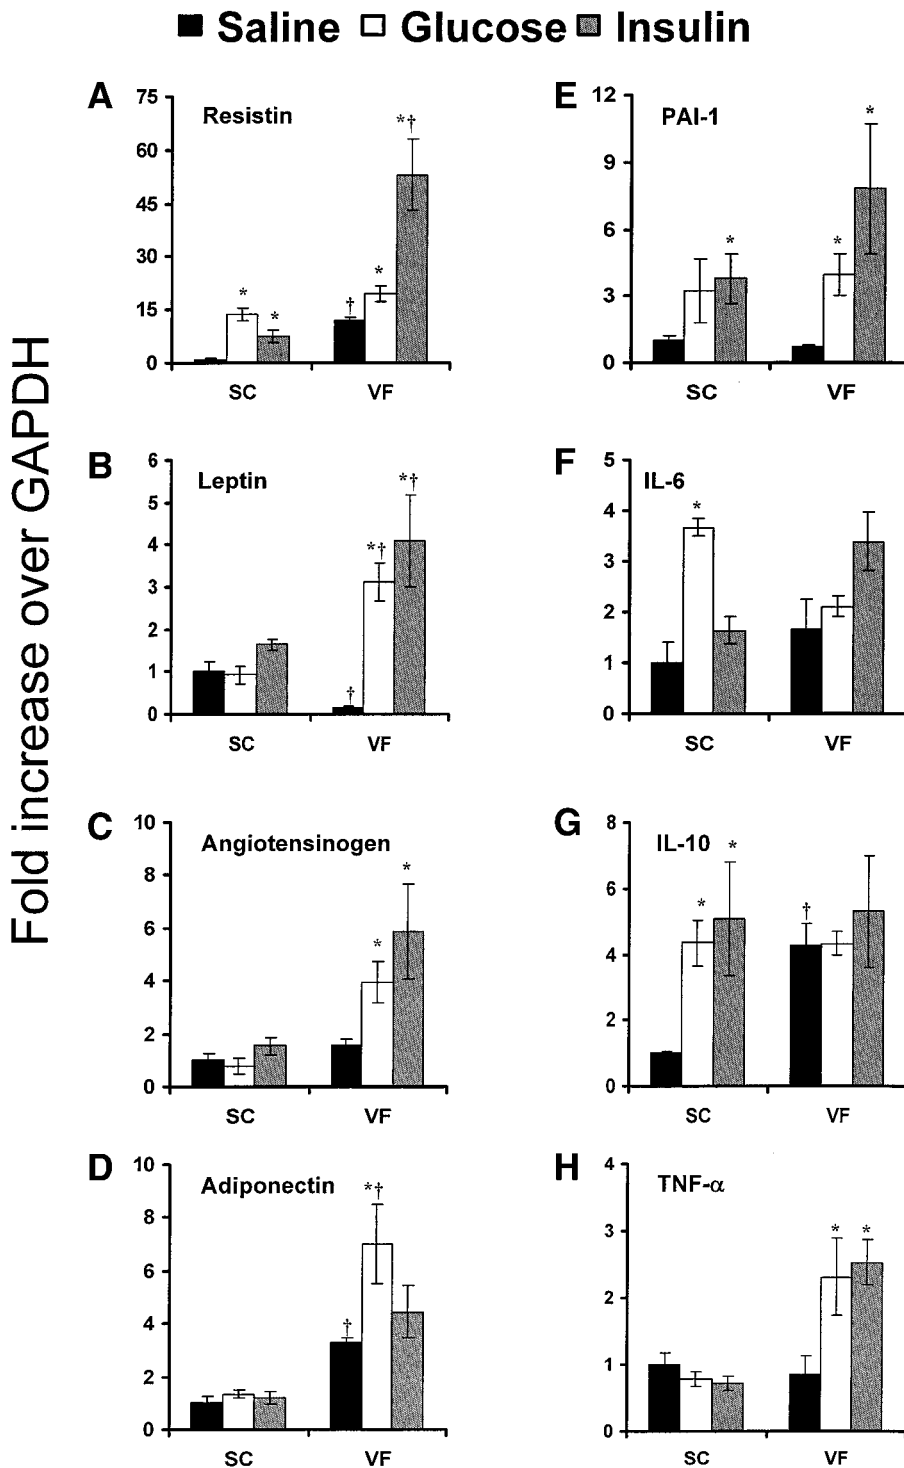 Saline Glucose Insulin
Fold increase over GAPDH
A
Resistin
75
60
45
30
15
0
*
*
†
*
*†
SC VF
E
PAI-1
12
9
6
3
0
*
*
*
SC VF
B
Leptin
6
5
4
3
2
1
0
†
*†
*†
SC VF
F
IL-6
5
4
3
2
1
0
*
SC VF
C
Angiotensinogen
10
8
6
4
2
0
*
*
SC VF
G
IL-10
8
6
4
2
0
*
*
†
SC VF
D
Adiponectin
10
8
6
4
2
0
†
*†
SC VF
H
TNF-α
4
3
2
1
0
*
*
SC VF